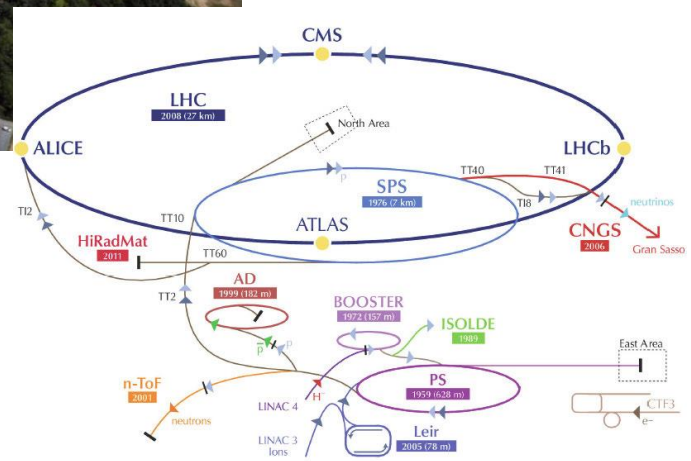 CMS
LHC
2008 (27 km)
North Area
ALICE
LHCb
p
SPS
1976 (7 km)
TT40
TT41
TI8
neutrinos
TI2
TT10
ATLAS
CNGS
2006
Gran Sasso
HiRadMat
2011
TT60
AD
1999 (182 m)
TT2
BOOSTER
1972 (157 m)
ISOLDE
1989
p̅
p
East Area
n-ToF
2001
neutrons
LINAC 4
H⁻
PS
1959 (628 m)
CTF3
e–
LINAC 3
Ions
Leir
2005 (78 m)